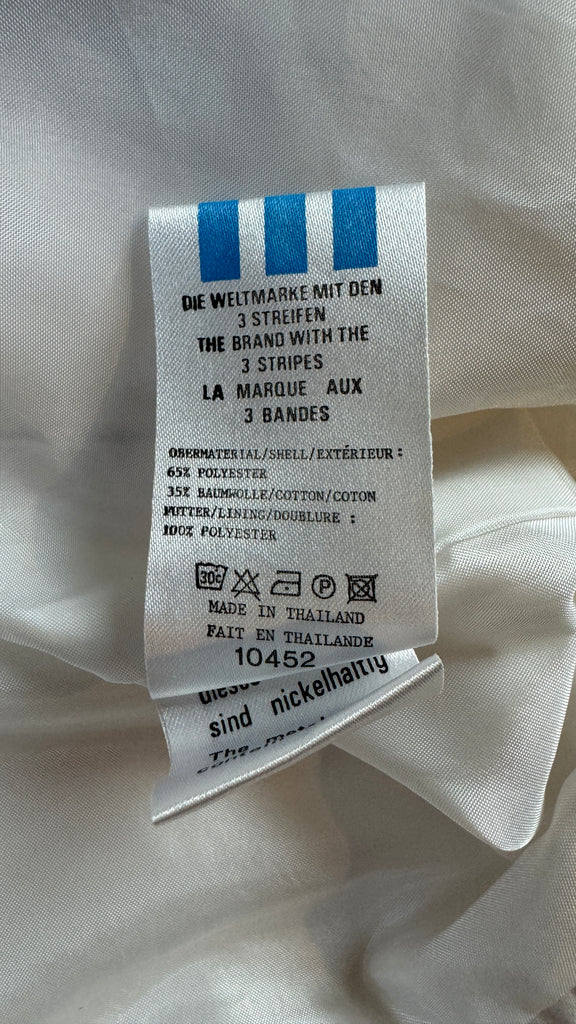 DIE WELTMARKE MIT DEN
3 STREIFEN
THE BRAND WITH THE
3 STRIPES
LA MARQUE AUX
3 BANDES
OBERMATERIAL/SHELL/EXTÉRIEUR :
65% POLYESTER
35% BAUMWOLLE/COTTON/COTON
FUTTER/LINING/DOUBLURE :
100% POLYESTER
30c P
MADE IN THAILAND
FAIT EN THAILANDE
10452
sind nickelhaltig
The